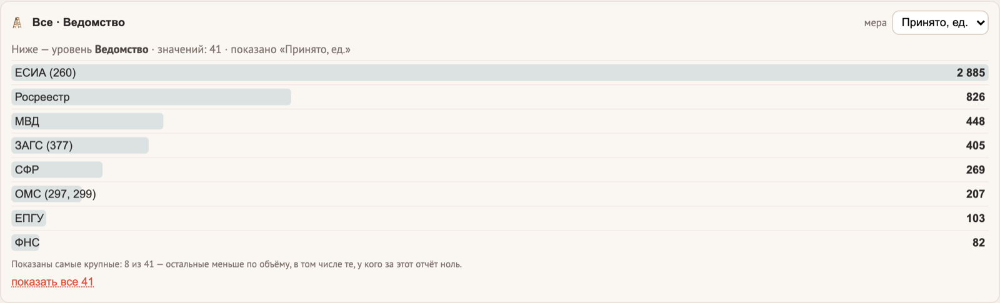 Все · Ведомство
мера Принято, ед.
Ниже — уровень Ведомство · значений: 41 · показано «Принято, ед.»
ЕСИА (260) 2 885
Росреестр 826
МВД 448
ЗАГС (377) 405
СФР 269
ОМС (297, 299) 207
ЕПГУ 103
ФНС 82
Показаны самые крупные: 8 из 41 — остальные меньше по объёму, в том числе те, у кого за этот отчёт ноль.
показать все 41